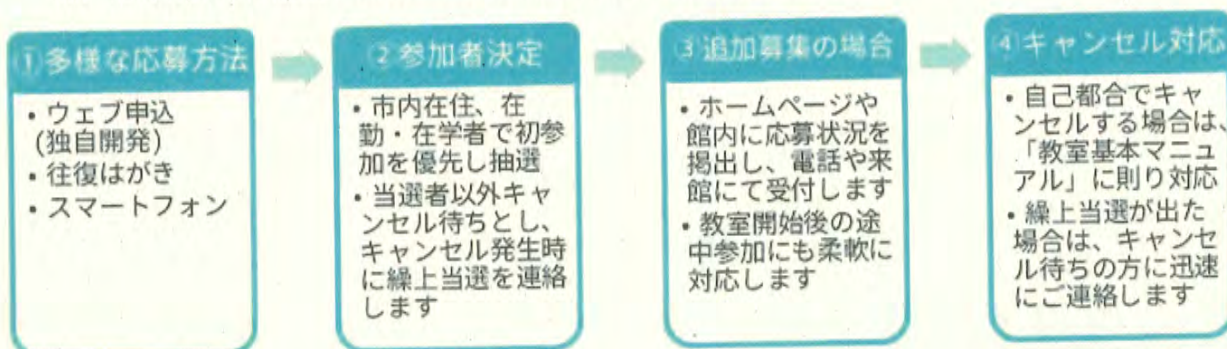 ①多様な応募方法
・ウェブ申込
(独自開発)
・往復はがき
・スマートフォン
②参加者決定
・市内在住、在
勤・在学者で初参
加を優先し抽選
・当選者以外キャ
ンセル待ちとし、
キャンセル発生時
に繰上当選を連絡
します
③追加募集の場合
・ホームページや
館内に応募状況を
掲出し、電話や来
館にて受付します
・教室開始後の途
中参加にも柔軟に
対応します
④キャンセル対応
・自己都合でキャ
ンセルする場合は、
「教室基本マニュ
アル」に則り対応
・繰上当選が出た
場合は、キャンセ
ル待ちの方に迅速
にご連絡します